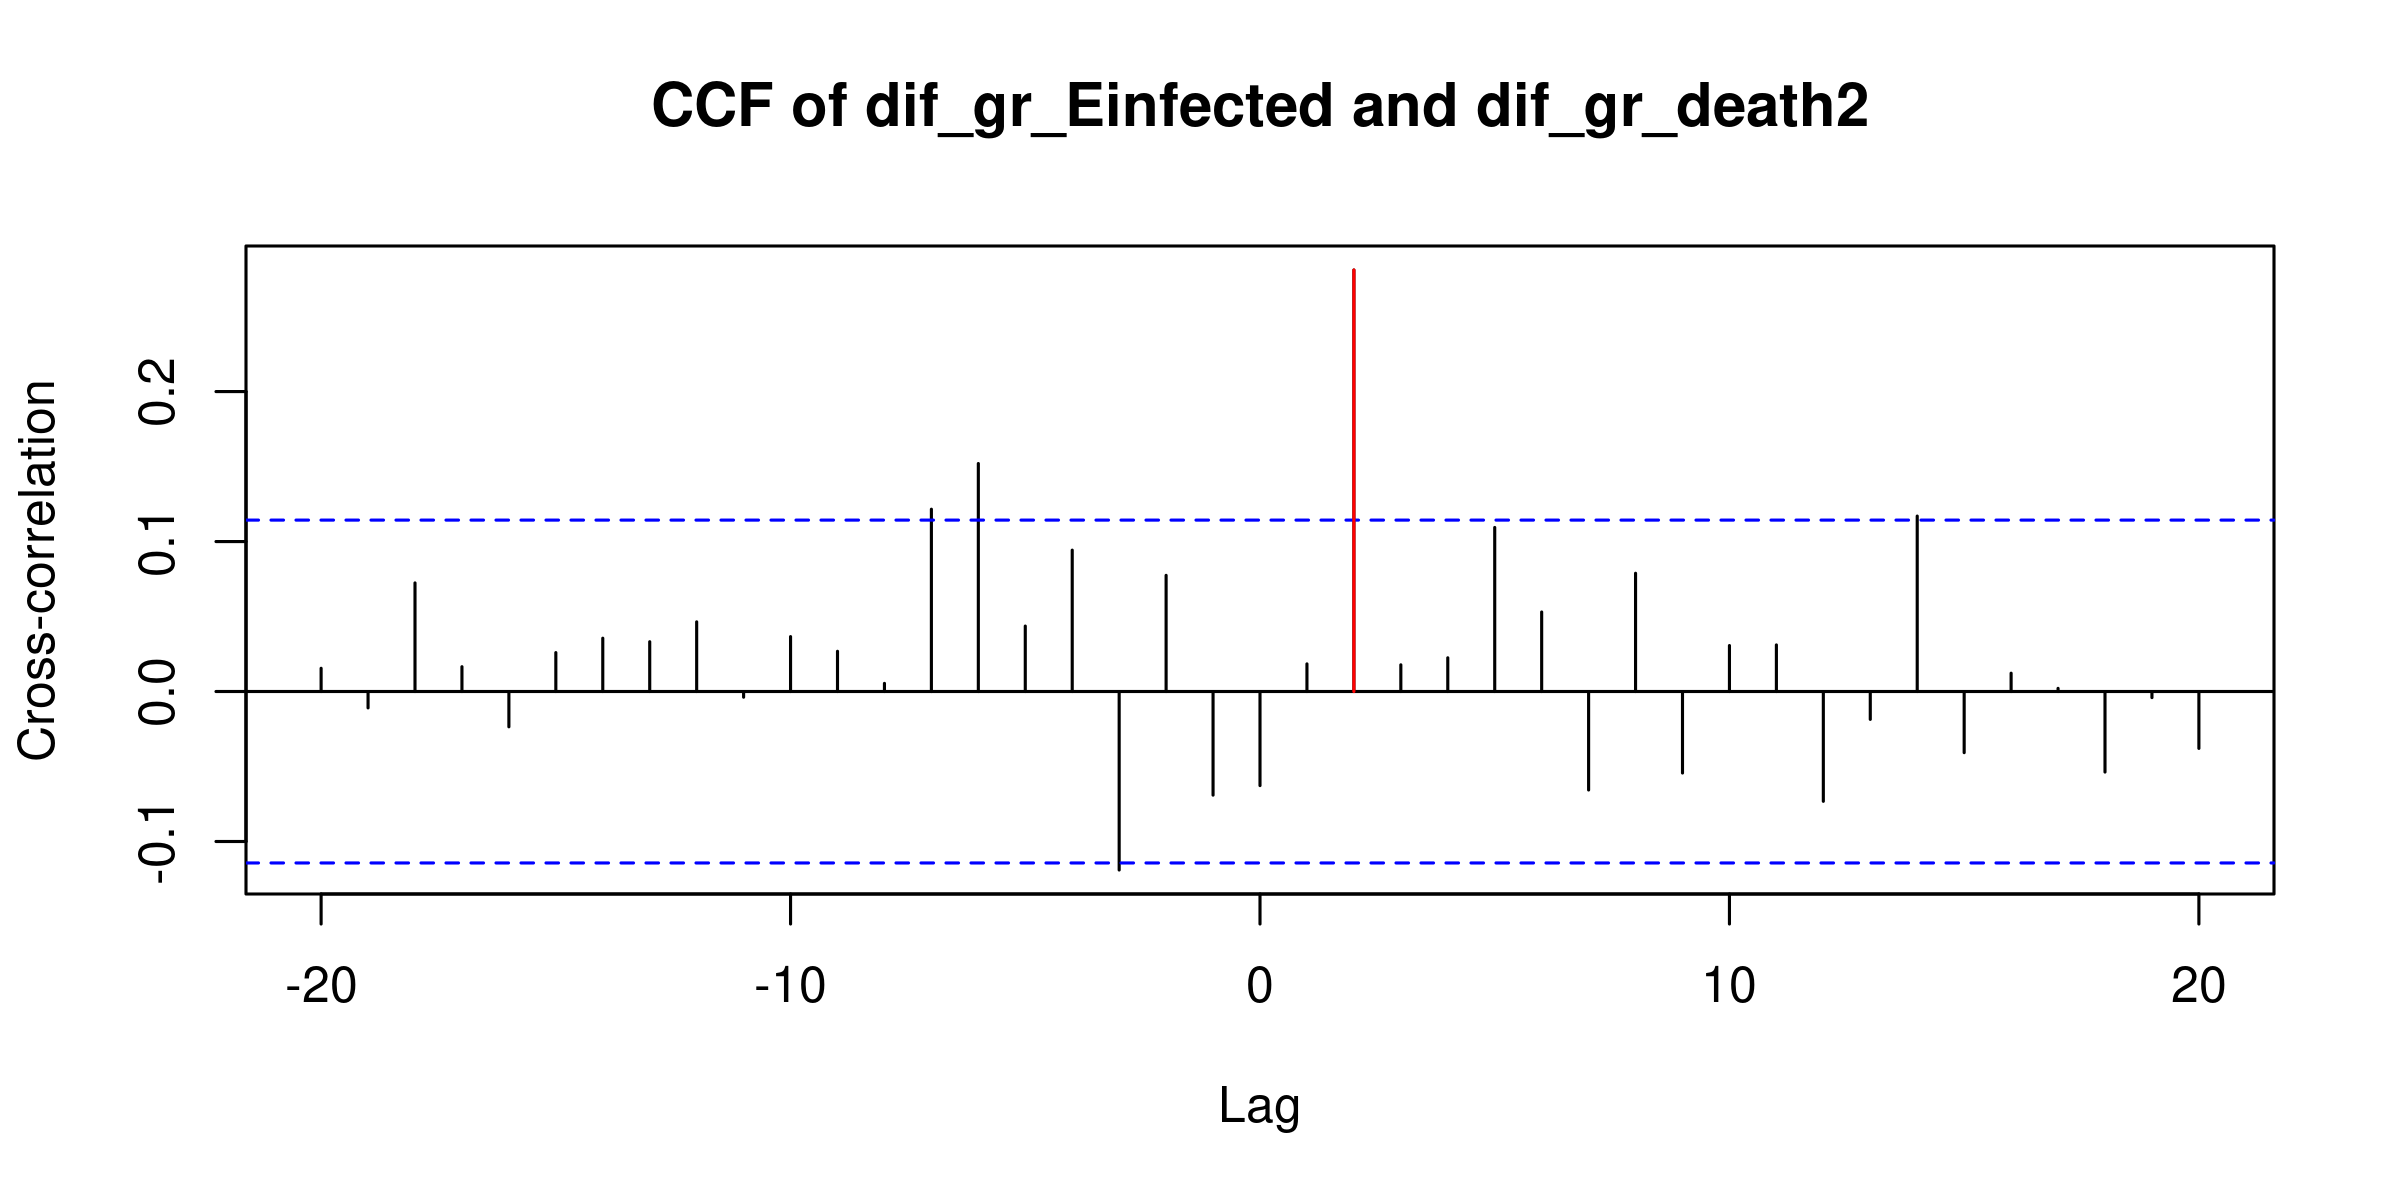 CCF of dif_gr_Einfected and dif_gr_death2
Cross-correlation
0.2
0.1
0.0
-0.1
-20 -10 0 10 20
Lag